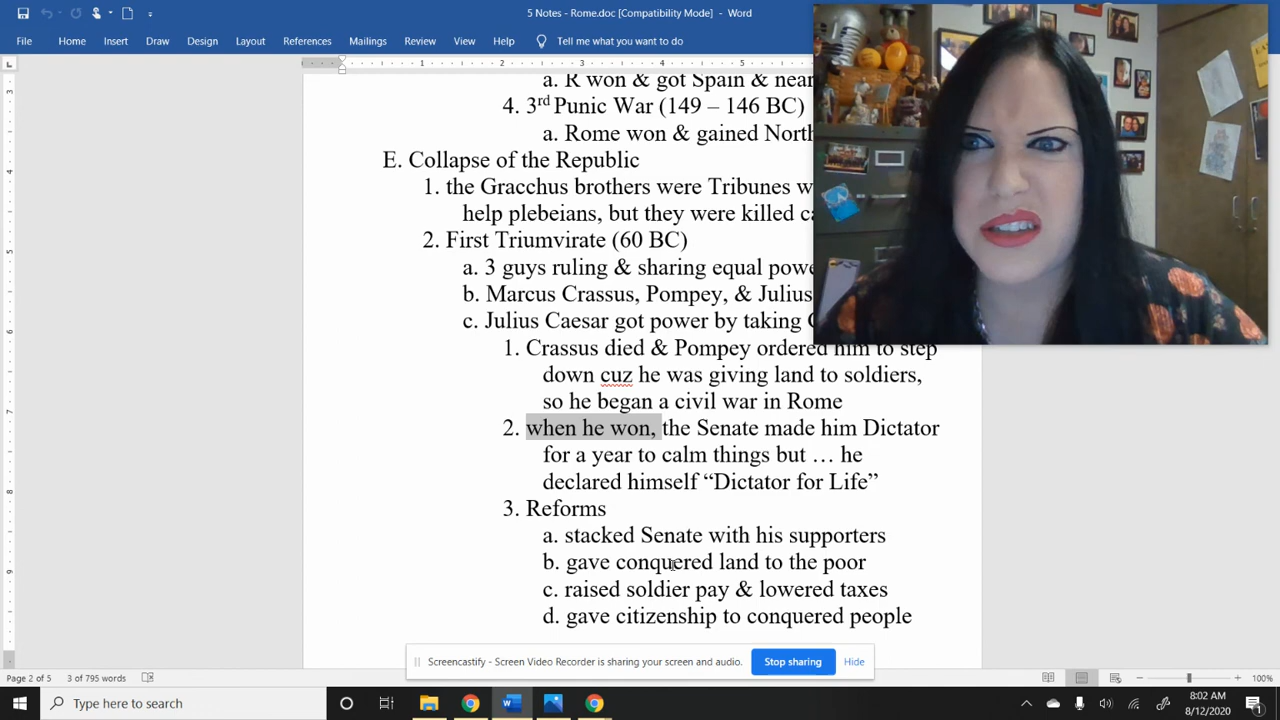 5 Notes - Rome.doc [Compatibility Mode] - Word
File Home Insert Draw Design Layout References Mailings Review View Help Tell me what you want to do
1 2 3 4 5
a. R won & got Spain & near
4. 3rd Punic War (149 – 146 BC)
a. Rome won & gained North
E. Collapse of the Republic
1. the Gracchus brothers were Tribunes w
help plebeians, but they were killed
2. First Triumvirate (60 BC)
a. 3 guys ruling & sharing equal
b. Marcus Crassus, Pompey, & Julius
c. Julius Caesar got power by taking
1. Crassus died & Pompey ordered him to step
down cuz he was giving land to soldiers,
so he began a civil war in Rome
2. when he won, the Senate made him Dictator
for a year to calm things but … he
declared himself “Dictator for Life”
3. Reforms
a. stacked Senate with his supporters
b. gave conquered land to the poor
c. raised soldier pay & lowered taxes
d. gave citizenship to conquered people
Screencastify - Screen Video Recorder is sharing your screen and audio. Stop sharing Hide
Page 2 of 5 3 of 795 words 100%
Type here to search
8:02 AM
8/12/2020